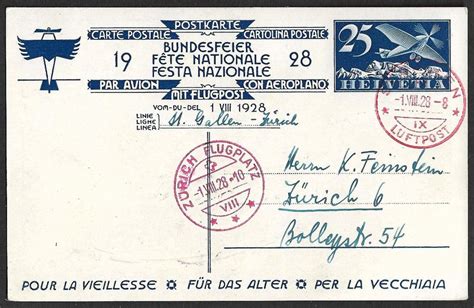 POSTKARTE
CARTE POSTALE CARTOLINA POSTALE
19 BUNDESFEIER 28
FÊTE NATIONALE
FESTA NAZIONALE
PAR AVION CON AEROPLANO
MIT FLUGPOST
25
HELVETIA
VOM-DU-DEL 1 VIII 1928
LINIE
LIGNE
LINEA
St. Gallen - Zürich
-1.VIII.28-8
IX
LUFTPOST
ZÜRICH FLUGPLATZ
-1.VIII.28-10
VIII
Herrn K. Feinstein
Zürich 6
Bolleystr. 54
POUR LA VIEILLESSE ✻ FÜR DAS ALTER ✻ PER LA VECCHIAIA